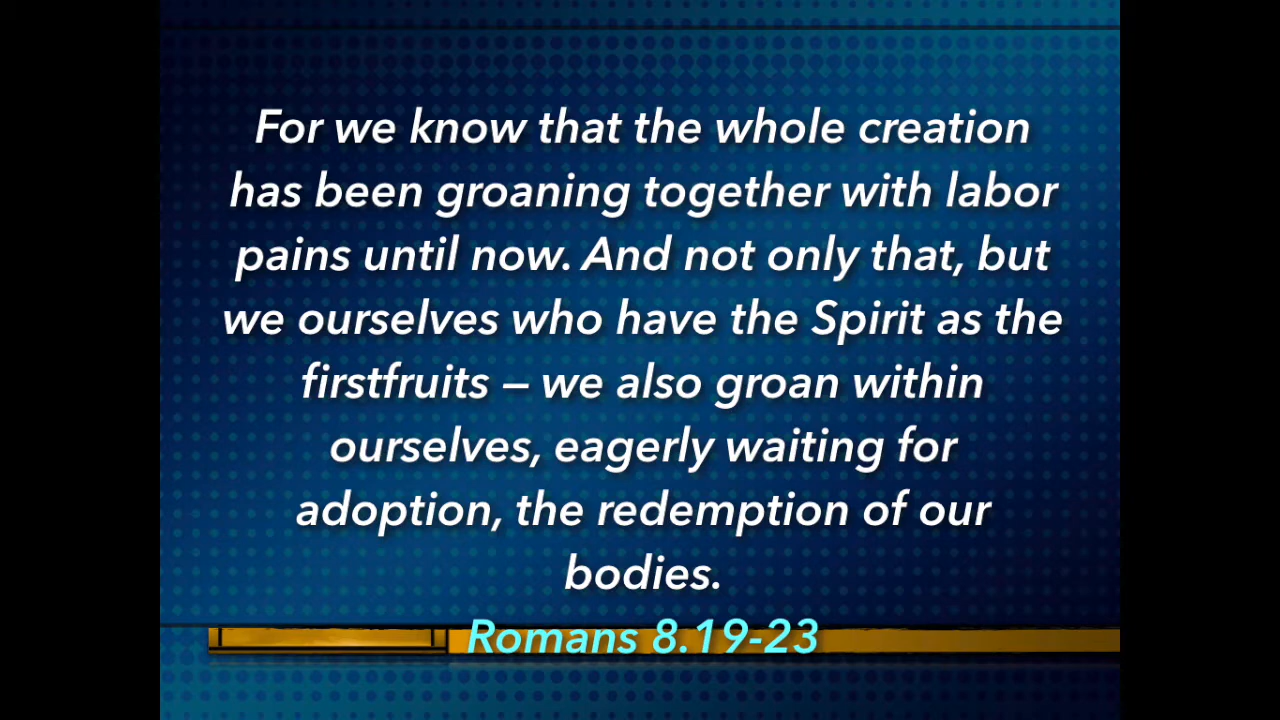 For we know that the whole creation
has been groaning together with labor
pains until now. And not only that, but
we ourselves who have the Spirit as the
firstfruits – we also groan within
ourselves, eagerly waiting for
adoption, the redemption of our
bodies.
Romans 8.19-23